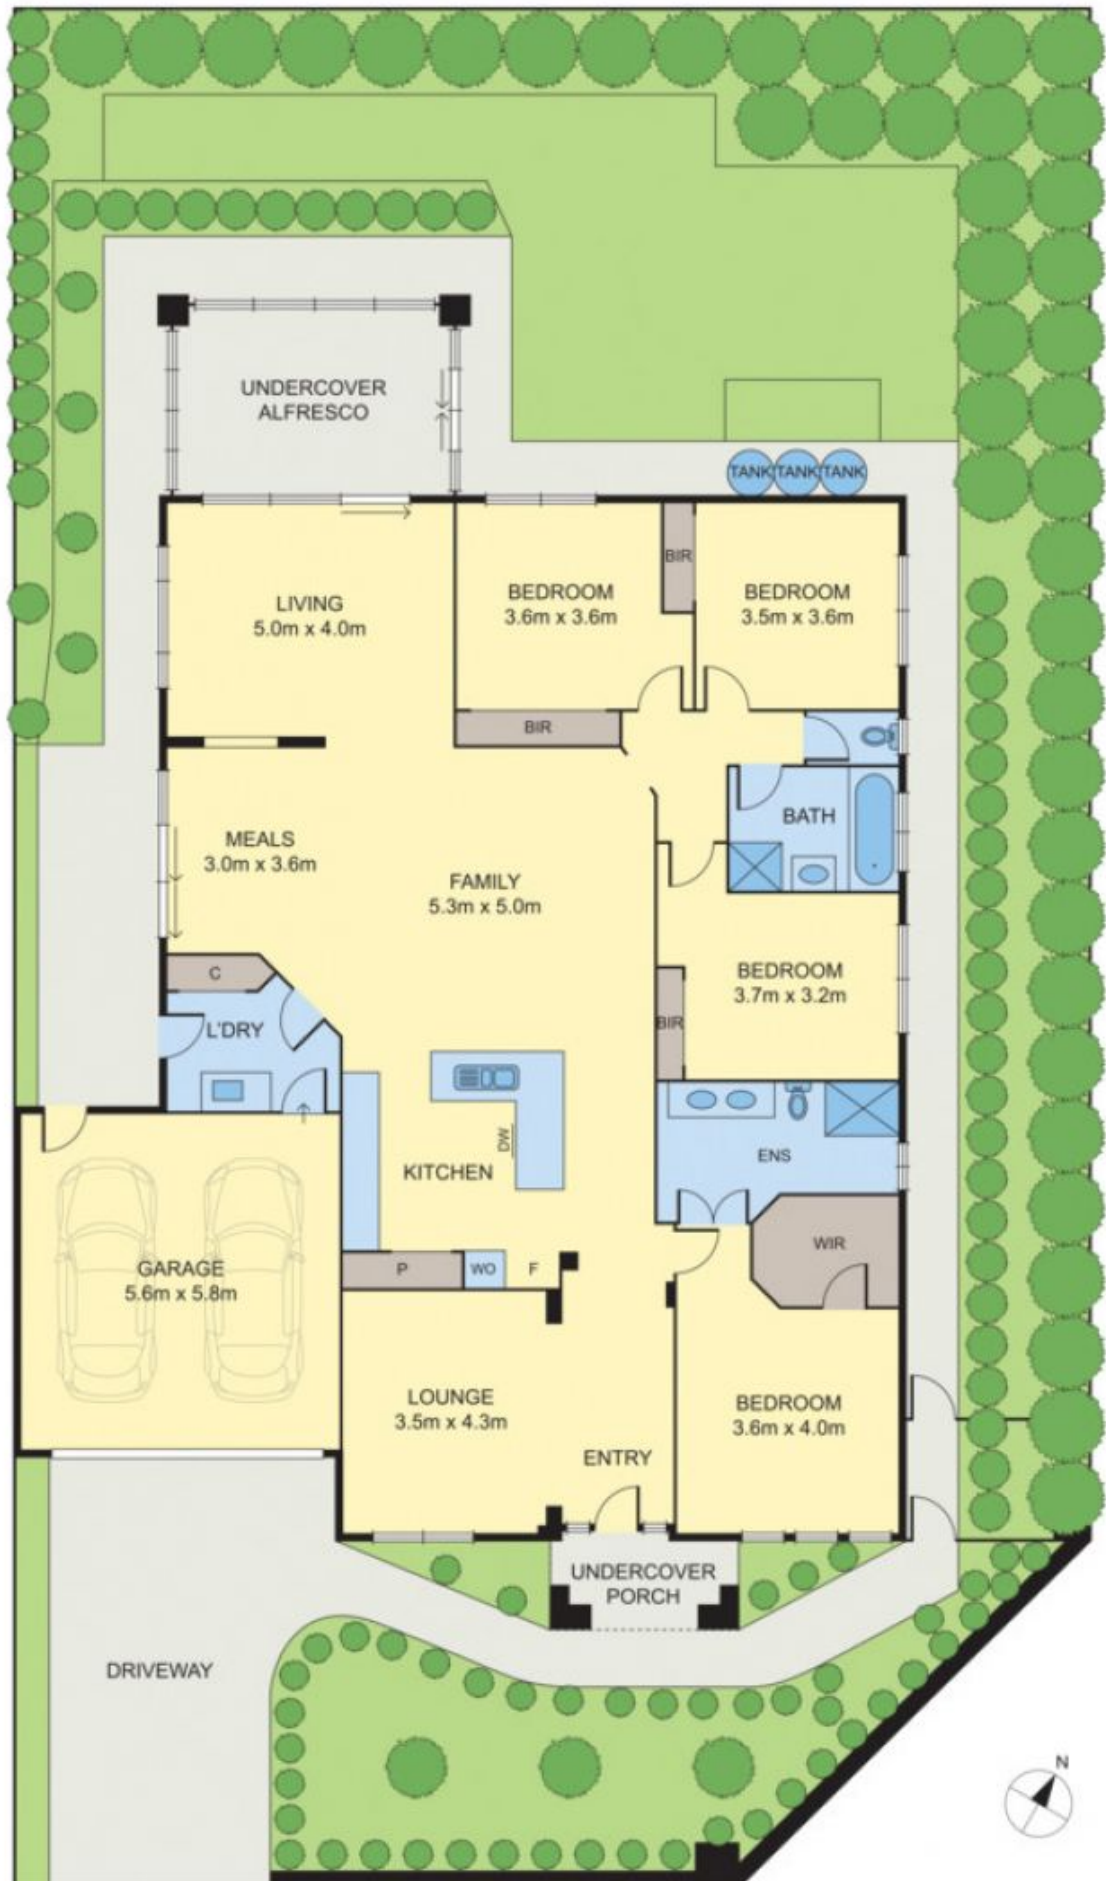 UNDERCOVER
ALFRESCO
TANK TANK TANK
LIVING
5.0m x 4.0m
BEDROOM
3.6m x 3.6m
BIR
BEDROOM
3.5m x 3.6m
BIR
MEALS
3.0m x 3.6m
FAMILY
5.3m x 5.0m
BATH
C
L'DRY
BEDROOM
3.7m x 3.2m
BIR
DW
KITCHEN
ENS
WIR
P
WO
F
GARAGE
5.6m x 5.8m
LOUNGE
3.5m x 4.3m
ENTRY
BEDROOM
3.6m x 4.0m
UNDERCOVER
PORCH
DRIVEWAY
N